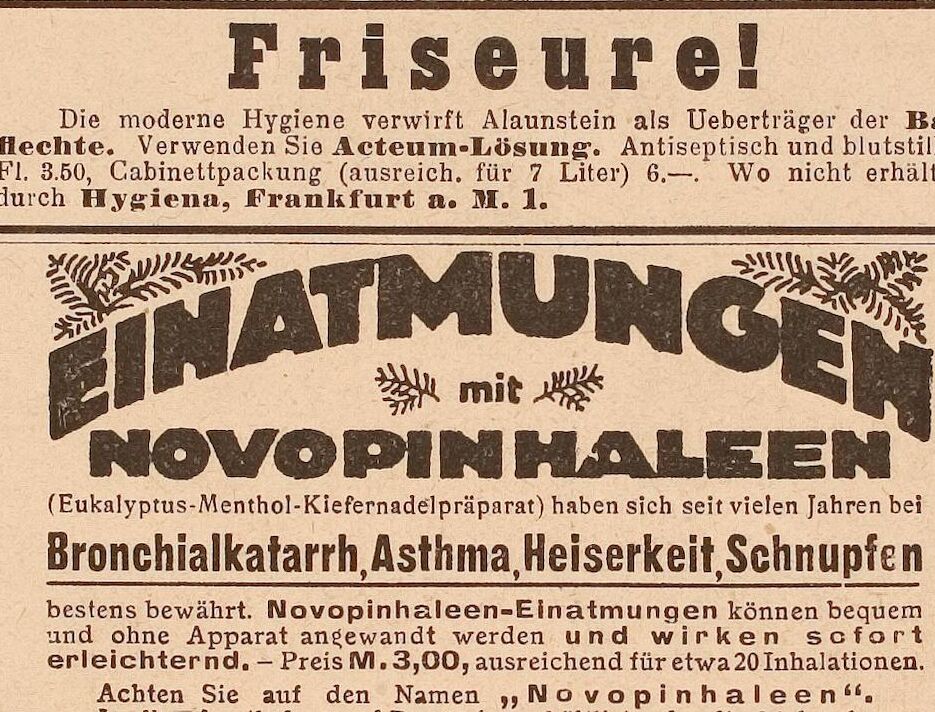 Friseure!
Die moderne Hygiene verwirft Alaunstein als Ueberträger der
flechte. Verwenden Sie Acteum-Lösung. Antiseptisch und
Fl. 3.50, Cabinettpackung (ausreich. für 7 Liter) 6.—. Wo nicht
durch Hygiena, Frankfurt a. M. 1.
EINATMUNGEN
mit
NOVOPINHALEEN
(Eukalyptus-Menthol-Kiefernadelpräparat) haben sich seit vielen Jahren bei
Bronchialkatarrh, Asthma, Heiserkeit, Schnupfen
bestens bewährt. Novopinhaleen-Einatmungen können bequem
und ohne Apparat angewandt werden und wirken sofort
erleichternd. – Preis M. 3,00, ausreichend für etwa 20 Inhalationen.
Achten Sie auf den Namen „Novopinhaleen“.